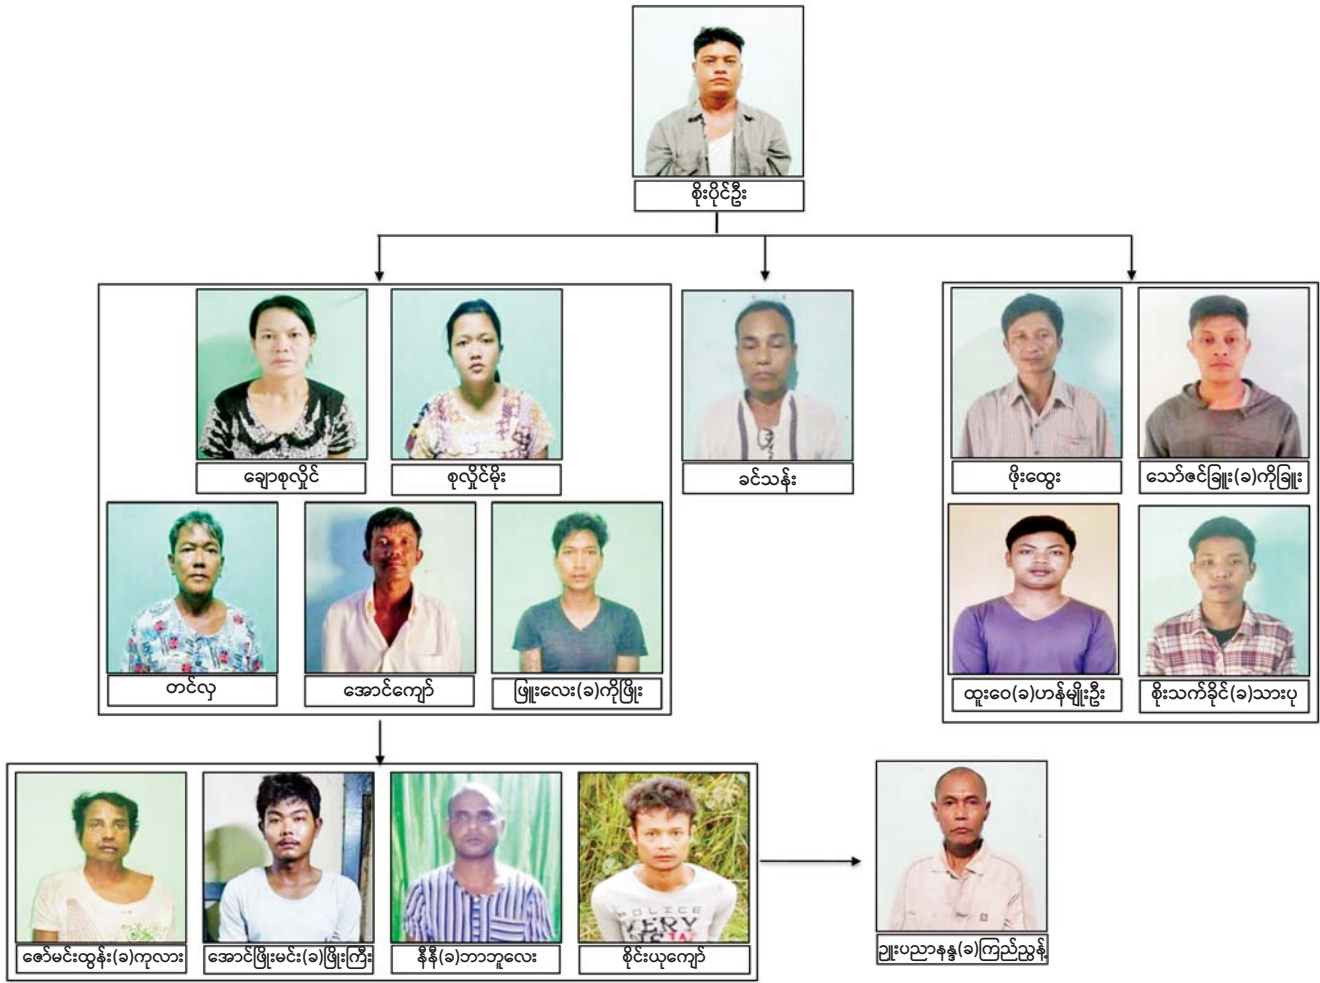 စိုးပိုင်ဦး
ချောစုလှိုင်
စုလှိုင်မိုး
ခင်သန်း
ဖိုးထွေး
သော်ဇင်ဖြူး(ခ)ကိုဖြူး
တင်လှ
အောင်ကျော်
ဖြူးလေး(ခ)ကိုဖြိုး
ထူးဝေ(ခ)ဟန်မျိုးဦး
စိုးသက်ခိုင်(ခ)သားပု
ဇော်မင်းထွန်း(ခ)ကုလား
အောင်ဖြိုးမင်း(ခ)ဖြိုးကြီး
နီနီ(ခ)ဘာဘူလေး
စိုင်းယုကျော်
ဥူးပညာနန္ဒ(ခ)ကြည်ညွန့်
POLICE